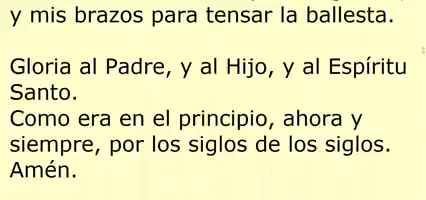 y mis brazos para tensar la ballesta.
Gloria al Padre, y al Hijo, y al Espíritu
Santo.
Como era en el principio, ahora y
siempre, por los siglos de los siglos.
Amén.